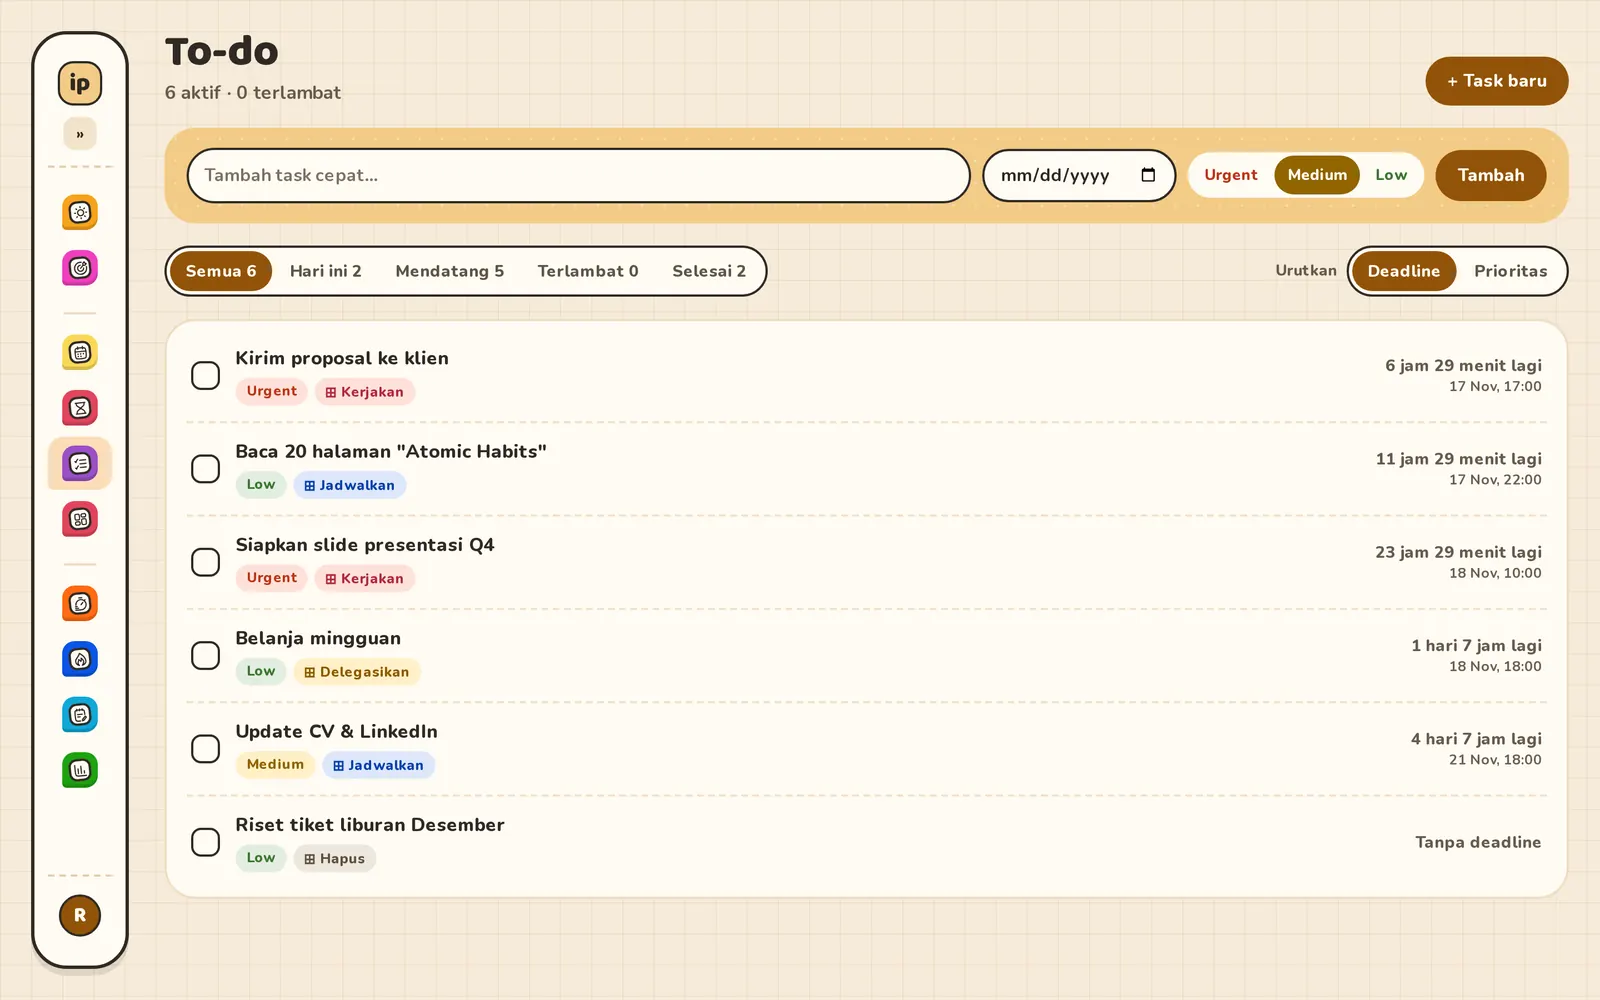 ip
»
R
To-do
6 aktif · 0 terlambat
+ Task baru
Tambah task cepat...
mm/dd/yyyy
Urgent Medium Low
Tambah
Semua 6 Hari ini 2 Mendatang 5 Terlambat 0 Selesai 2
Urutkan Deadline Prioritas
Kirim proposal ke klien
Urgent Kerjakan
6 jam 29 menit lagi
17 Nov, 17:00
Baca 20 halaman "Atomic Habits"
Low Jadwalkan
11 jam 29 menit lagi
17 Nov, 22:00
Siapkan slide presentasi Q4
Urgent Kerjakan
23 jam 29 menit lagi
18 Nov, 10:00
Belanja mingguan
Low Delegasikan
1 hari 7 jam lagi
18 Nov, 18:00
Update CV & LinkedIn
Medium Jadwalkan
4 hari 7 jam lagi
21 Nov, 18:00
Riset tiket liburan Desember
Low Hapus
Tanpa deadline